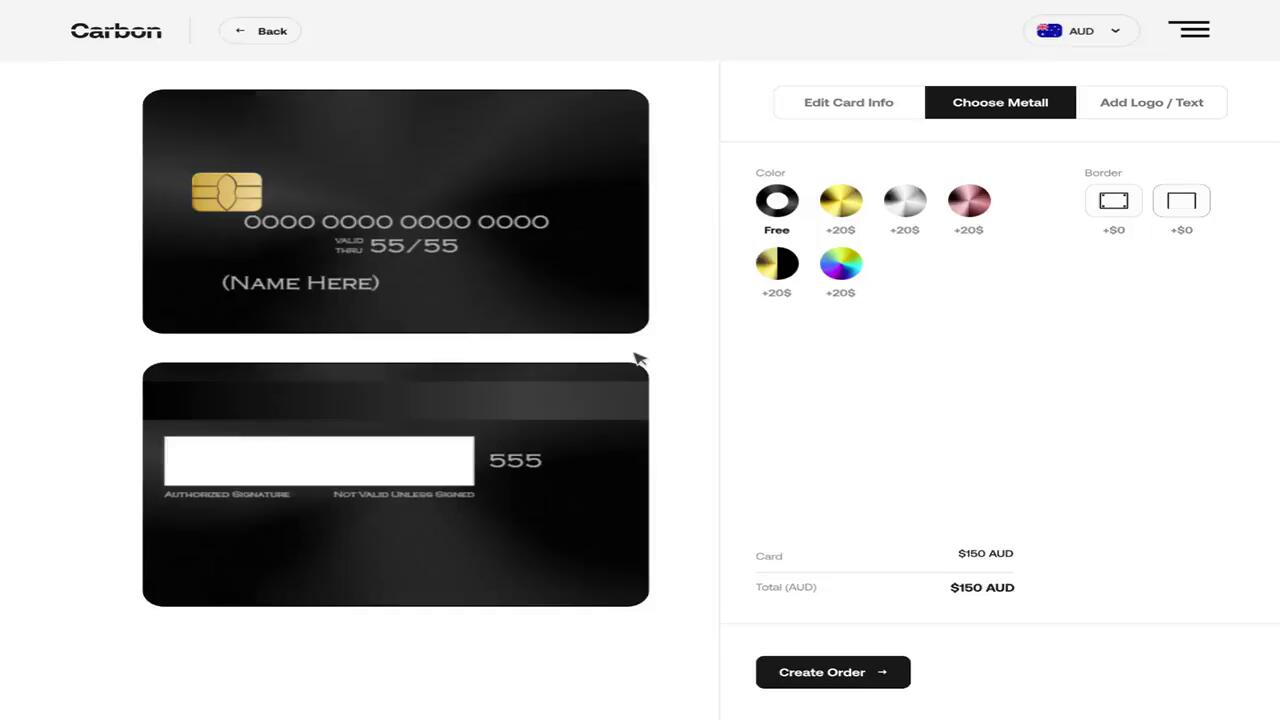 Carbon
← Back
AUD
Edit Card Info
Choose Metall
Add Logo / Text
0000 0000 0000 0000
VALID
THRU 55/55
(Name Here)
555
Authorized Signature Not Valid Unless Signed
Color
Free
+20$
+20$
+20$
+20$
+20$
Border
+$0
+$0
Card $150 AUD
Total (AUD) $150 AUD
Create Order →